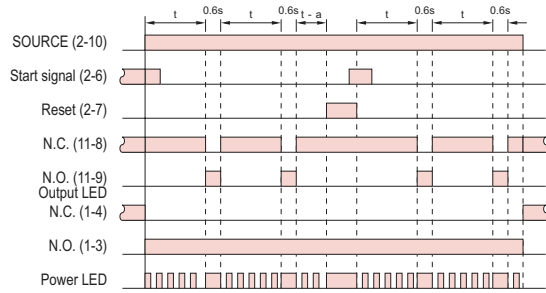 t 0.6s t 0.6s t - a t 0.6s t 0.6s
SOURCE (2-10)
Start signal (2-6)
Reset (2-7)
N.C. (11-8)
N.O. (11-9)
Output LED
N.C. (1-4)
N.O. (1-3)
Power LED